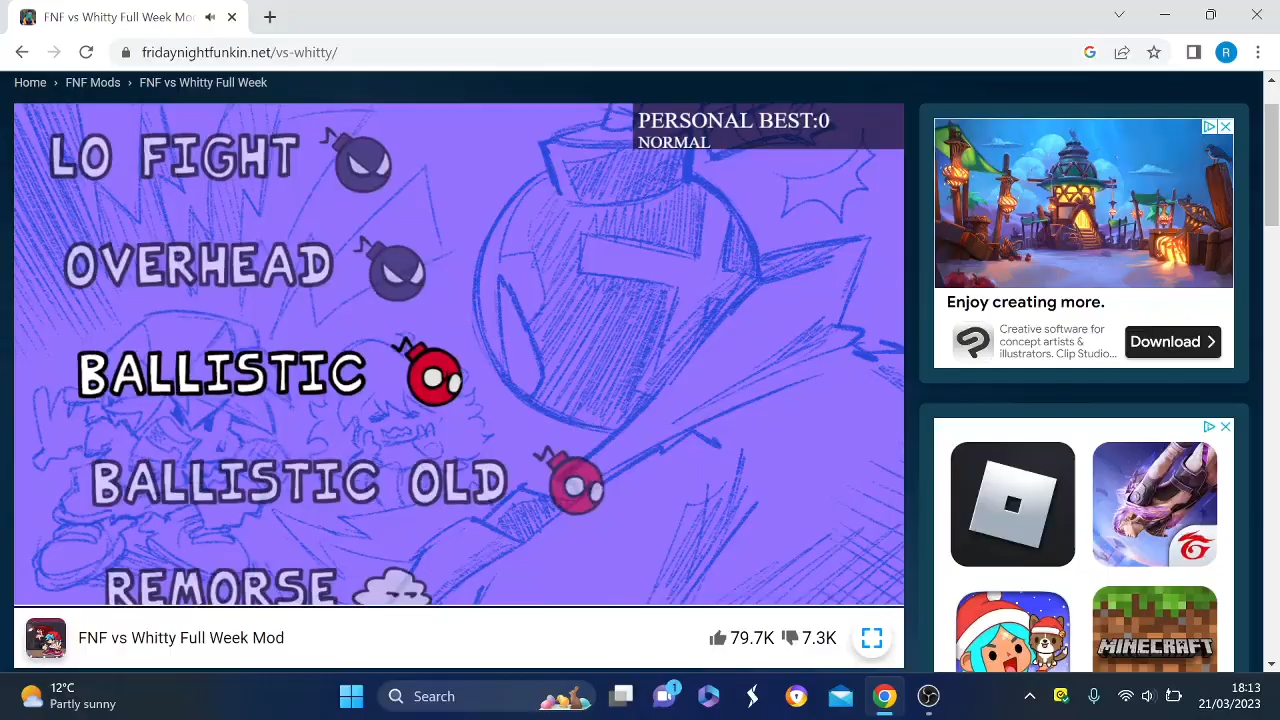 FNF vs Whitty Full Week Mo
fridaynightfunkin.net/vs-whitty/
R
Home › FNF Mods › FNF vs Whitty Full Week
PERSONAL BEST:0
NORMAL
LO FIGHT
OVERHEAD
BALLISTIC
BALLISTIC OLD
REMORSE
FNF vs Whitty Full Week Mod
79.7K
7.3K
Enjoy creating more.
Creative software for
concept artists &
illustrators. Clip Studio...
Download
MINECRAFT
12°C
Partly sunny
Search
1
18:13
21/03/2023